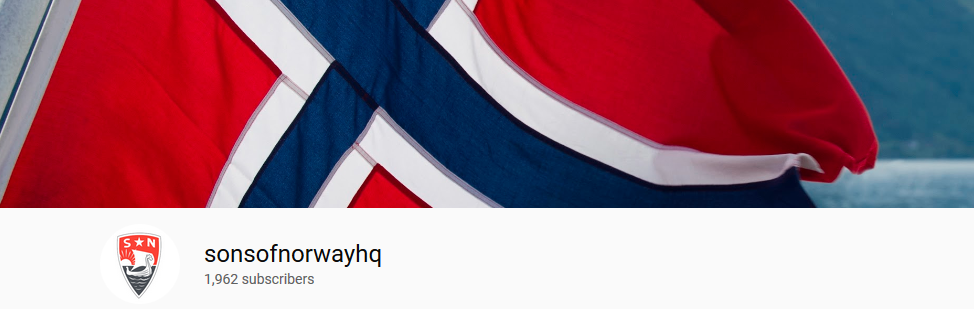 S ★ N
sonsofnorwayhq
1,962 subscribers